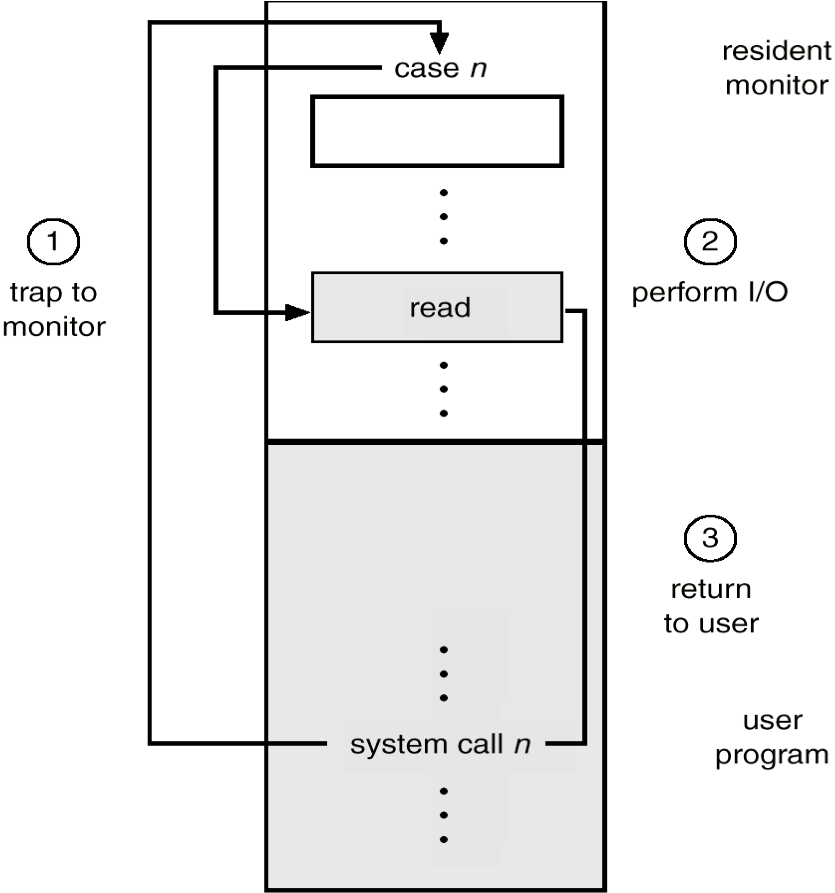 case n
resident
monitor
1
trap to
monitor
2
perform I/O
read
3
return
to user
system call n
user
program